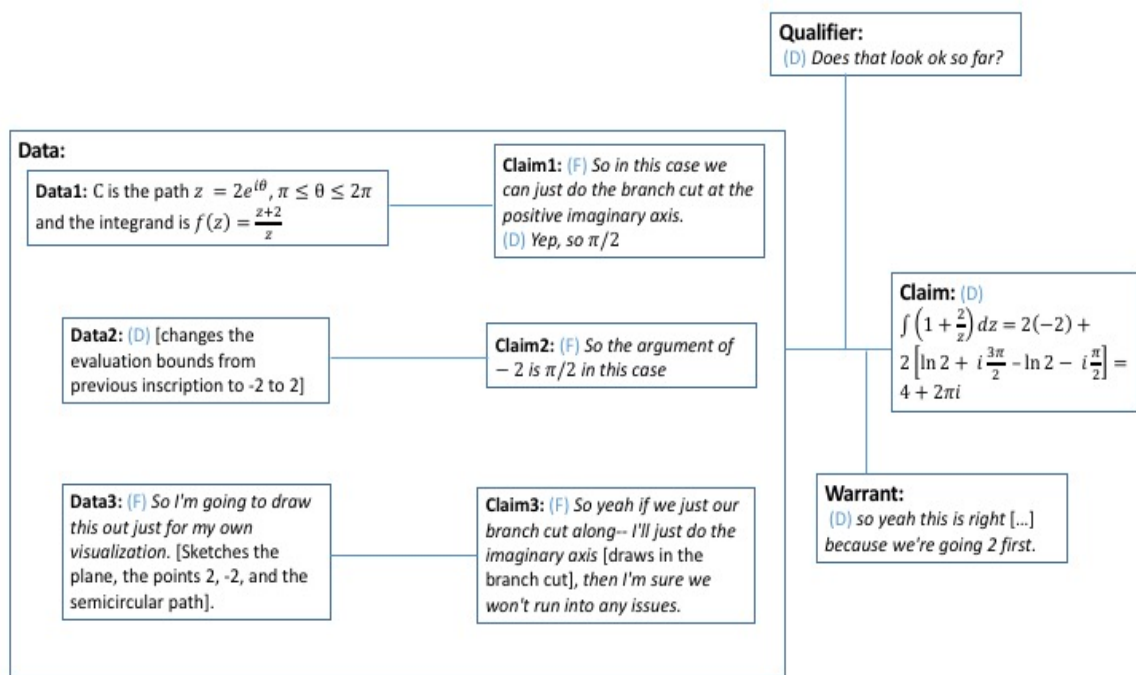 Qualifier:
(D) Does that look ok so far?
Data:
Data1: C is the path z = 2e^{iθ}, π ≤ θ ≤ 2π
and the integrand is f(z) = \frac{z+2}{z}
Claim1: (F) So in this case we
can just do the branch cut at the
positive imaginary axis.
(D) Yep, so π/2
Data2: (D) [changes the
evaluation bounds from
previous inscription to -2 to 2]
Claim2: (F) So the argument of
− 2 is π/2 in this case
Data3: (F) So I'm going to draw
this out just for my own
visualization. [Sketches the
plane, the points 2, -2, and the
semicircular path].
Claim3: (F) So yeah if we just our
branch cut along-- I'll just do the
imaginary axis [draws in the
branch cut], then I'm sure we
won't run into any issues.
Claim: (D)
∫(1 + \frac{2}{z}) dz = 2(−2) +
2 [ln 2 + i \frac{3π}{2} − ln 2 − i \frac{π}{2}] =
4 + 2πi
Warrant:
(D) so yeah this is right [...]
because we're going 2 first.